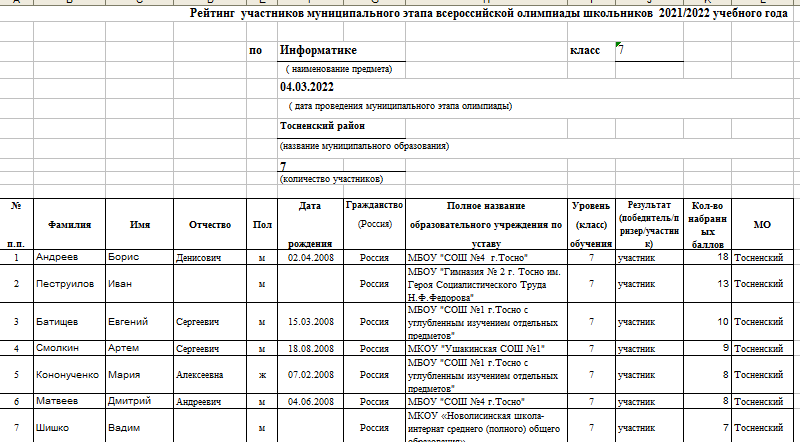 Рейтинг участников муниципального этапа всероссийской олимпиады школьников 2021/2022 учебного года
по Информатике класс 7
( наименование предмета)
04.03.2022
( дата проведения муниципального этапа олимпиады)
Тосненский район
(название муниципального образования)
7
(количество участников)
№ п.п. Фамилия Имя Отчество Пол Дата рождения Гражданство (Россия) Полное название образовательного учреждения по уставу Уровень (класс) обучения Результат (победитель/призер/участник) Кол-во набранных баллов МО
1 Андреев Борис Денисович м 02.04.2008 Россия МБОУ "СОШ №4 г.Тосно" 7 участник 18 Тосненский
2 Пеструилов Иван м Россия МБОУ "Гимназия № 2 г. Тосно им. Героя Социалистического Труда Н.Ф.Федорова" 7 участник 13 Тосненский
3 Батищев Евгений Сергеевич м 15.03.2008 Россия МБОУ "СОШ №1 г.Тосно с углубленным изучением отдельных предметов" 7 участник 10 Тосненский
4 Смолкин Артем Сергеевич м 18.08.2008 Россия МКОУ "Ушакинская СОШ №1" 7 участник 9 Тосненский
5 Кононученко Мария Алексеевна ж 07.02.2008 Россия МБОУ "СОШ №1 г.Тосно с углубленным изучением отдельных предметов" 7 участник 8 Тосненский
6 Матвеев Дмитрий Андреевич м 04.06.2008 Россия МБОУ "СОШ №4 г.Тосно" 7 участник 8 Тосненский
7 Шишко Вадим м Россия МКОУ «Новолисинская школа-интернат среднего (полного) общего образования» 7 участник 7 Тосненский